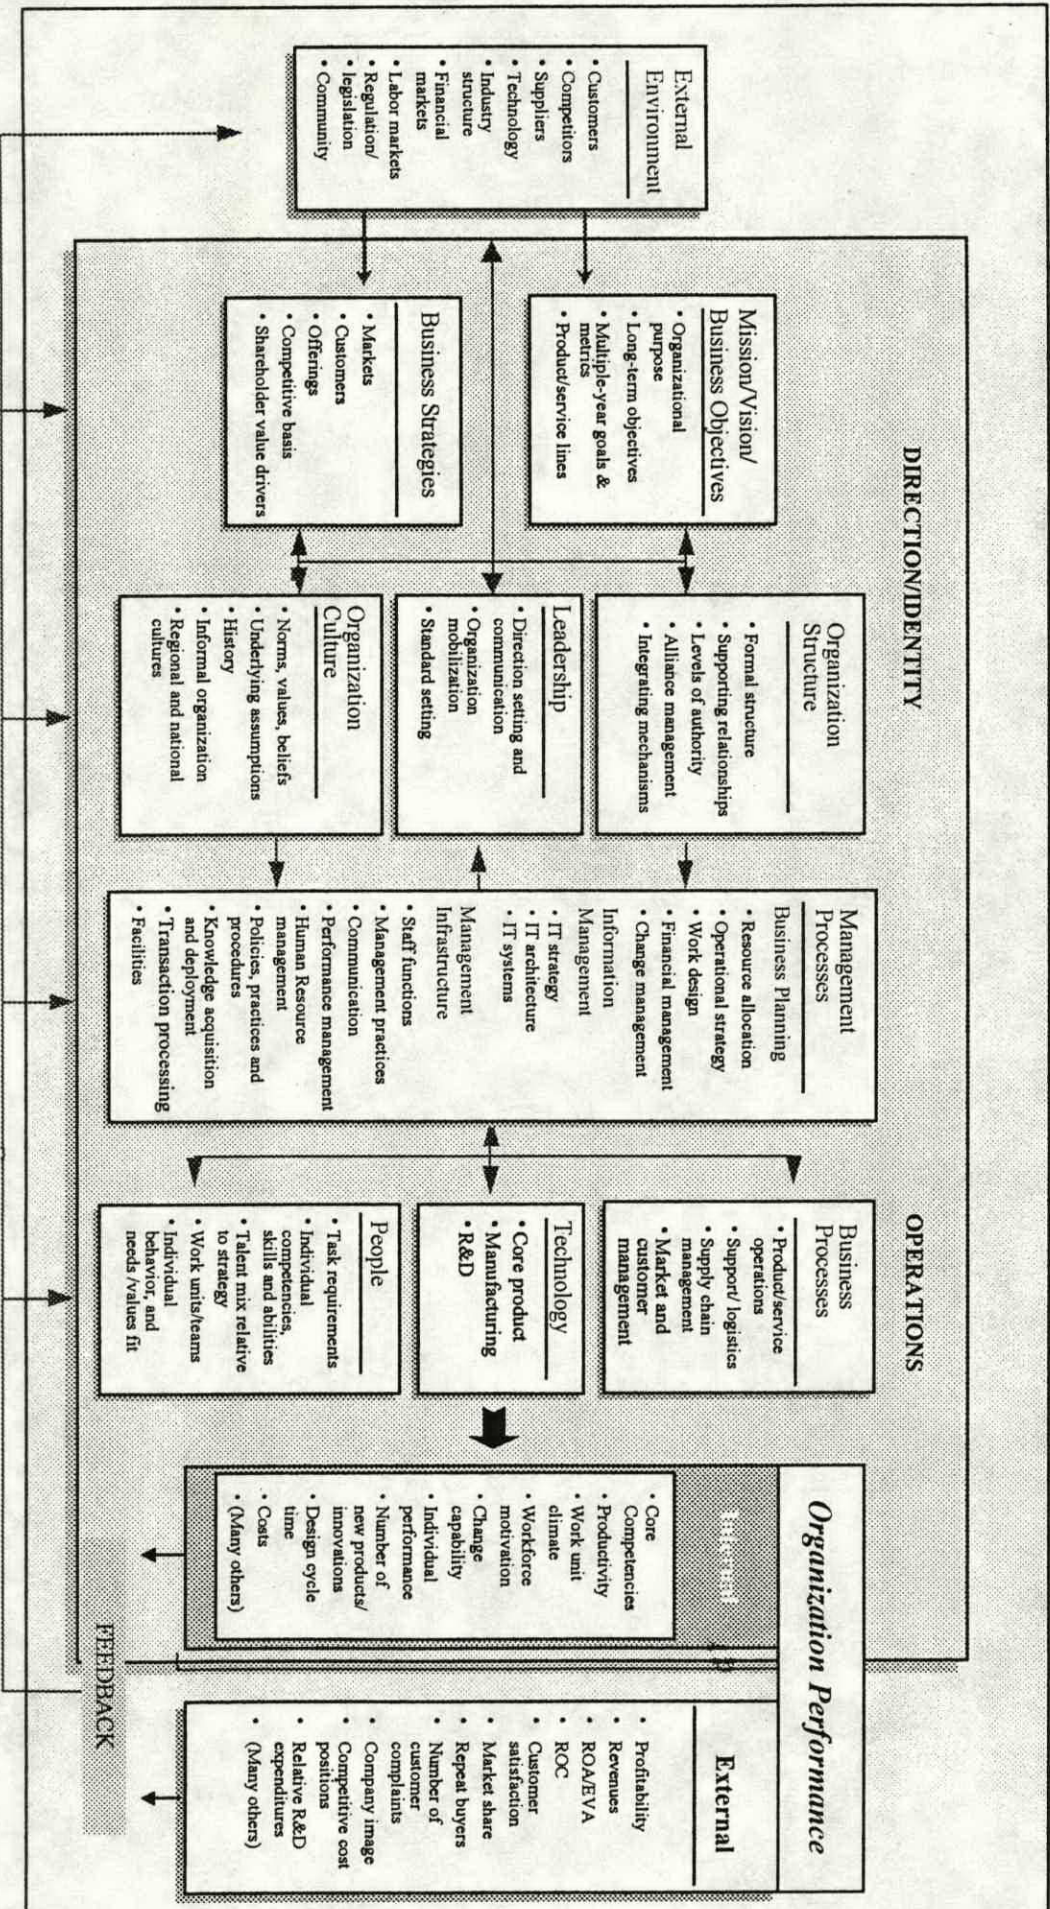 DIRECTION/IDENTITY
OPERATIONS
External
Environment
• Customers
• Competitors
• Suppliers
• Technology
• Industry
structure
• Financial
markets
• Labor markets
• Regulation/
• legislation
• Community
Mission/Vision/
Business Objectives
• Organizational
purpose
• Long-term objectives
• Multiple-year goals &
metrics
• Product/service lines
Business Strategies
• Markets
• Customers
• Offerings
• Competitive basis
• Shareholder value drivers
Organization
Structure
• Formal structure
• Supporting relationships
• Levels of authority
• Alliance management
• Integrating mechanisms
Leadership
• Direction setting and
communication
• Organization
mobilization
• Standard setting
Organization
Culture
• Norms, values, beliefs
• Underlying assumptions
• History
• Informal organization
• Regional and national
cultures
Management
Processes
Business Planning
• Resource allocation
• Operational strategy
• Work design
• Financial management
• Change management
Information
Management
• IT strategy
• IT architecture
• IT systems
Management
Infrastructure
• Staff functions
• Management practices
• Communication
• Performance management
• Human Resource
management
• Policies, practices and
procedures
• Knowledge acquisition
and deployment
• Transaction processing
• Facilities
Business
Processes
• Product/service
operations
• Support/ logistics
• Supply chain
management
• Market and
customer
management
Technology
• Core product
• Manufacturing
• R&D
People
• Task requirements
• Individual
competencies,
skills and abilities
• Talent mix relative
to strategy
• Work units/teams
• Individual
behavior, and
needs /values fit
Organization Performance
Internal
• Core
Competencies
• Productivity
• Work unit
climate
• Workforce
motivation
• Change
capability
• Individual
performance
• Number of
new products/
innovations
• Design cycle
time
• Costs
• (Many others)
External
• Profitability
• Revenues
• ROA/EVA
• ROC
• Customer
satisfaction
• Market share
• Repeat buyers
• Number of
customer
complaints
• Company image
• Competitive cost
positions
• Relative R&D
expenditures
• (Many others)
FEEDBACK